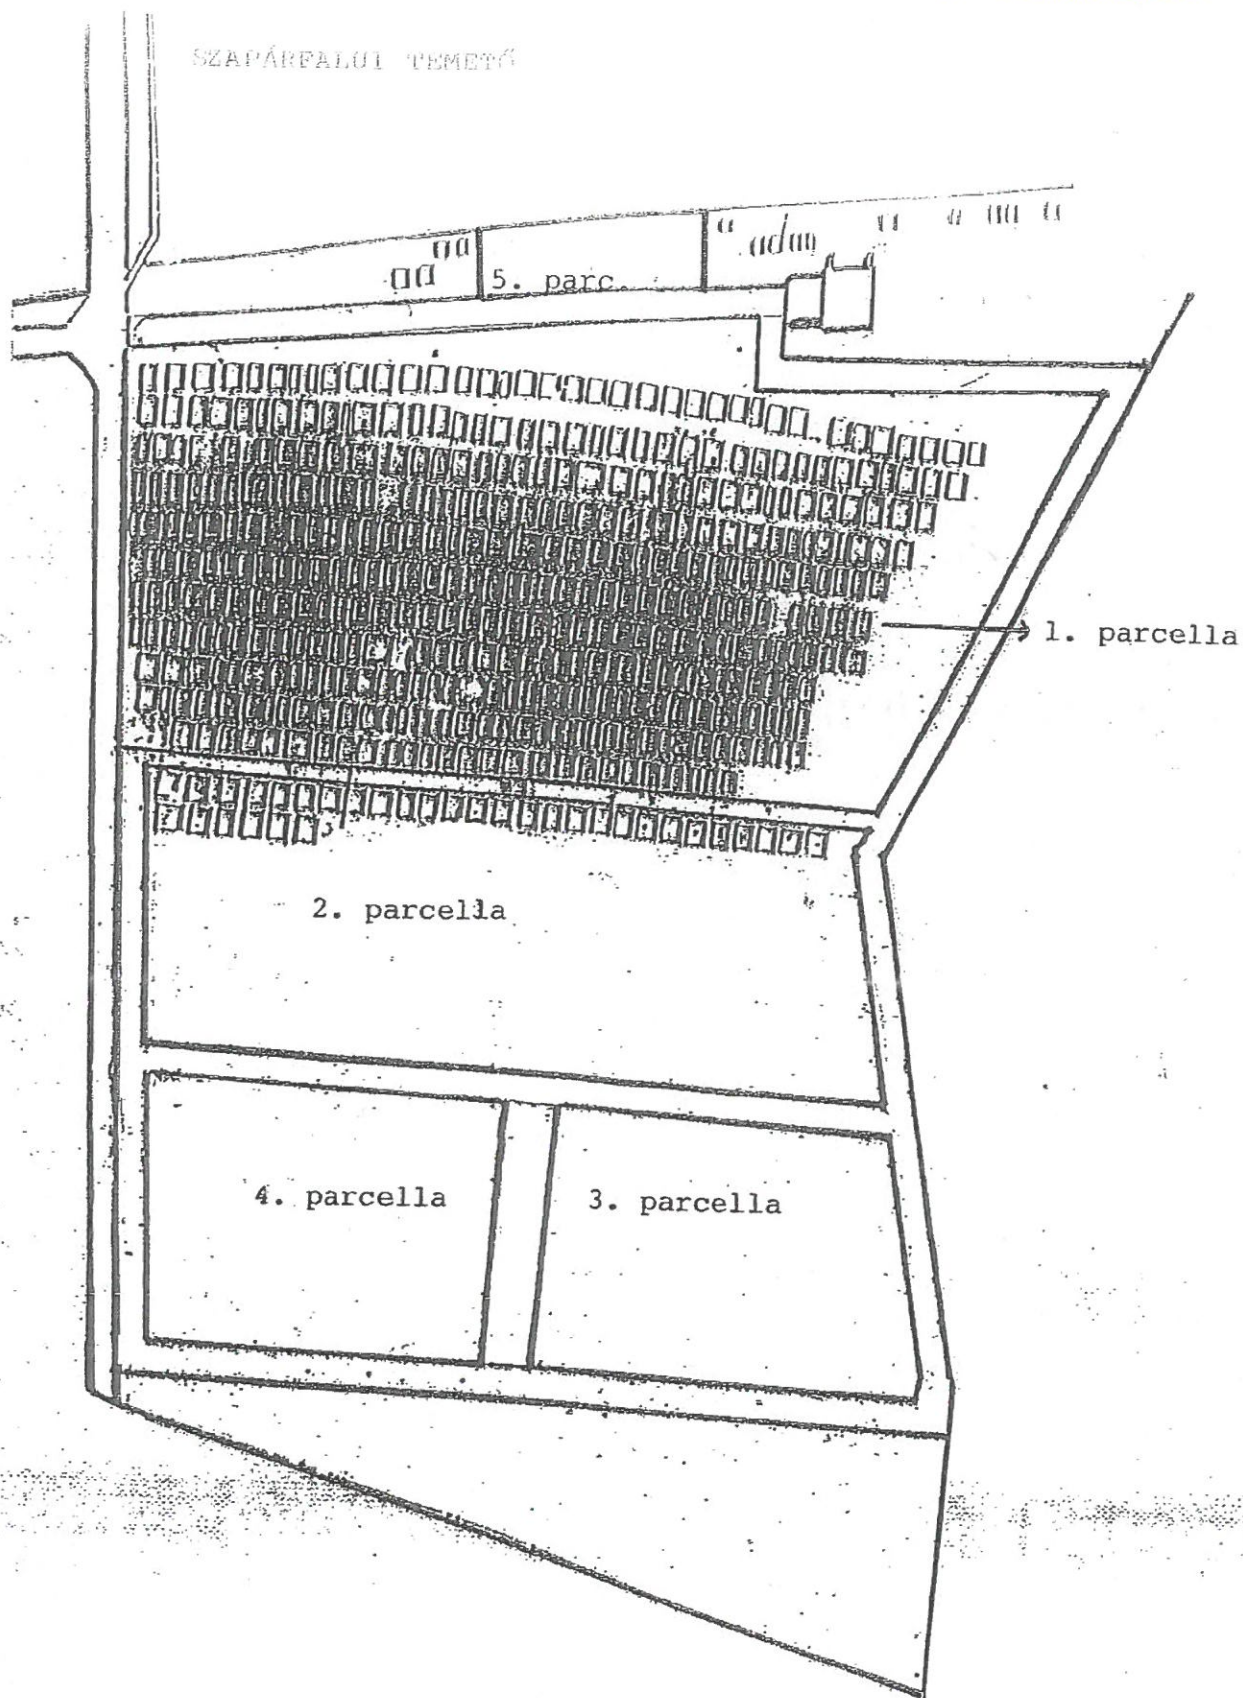 SZAPÁRFALUI TEMETŐ
5. parc.
1. parcella
2. parcella
4. parcella
3. parcella